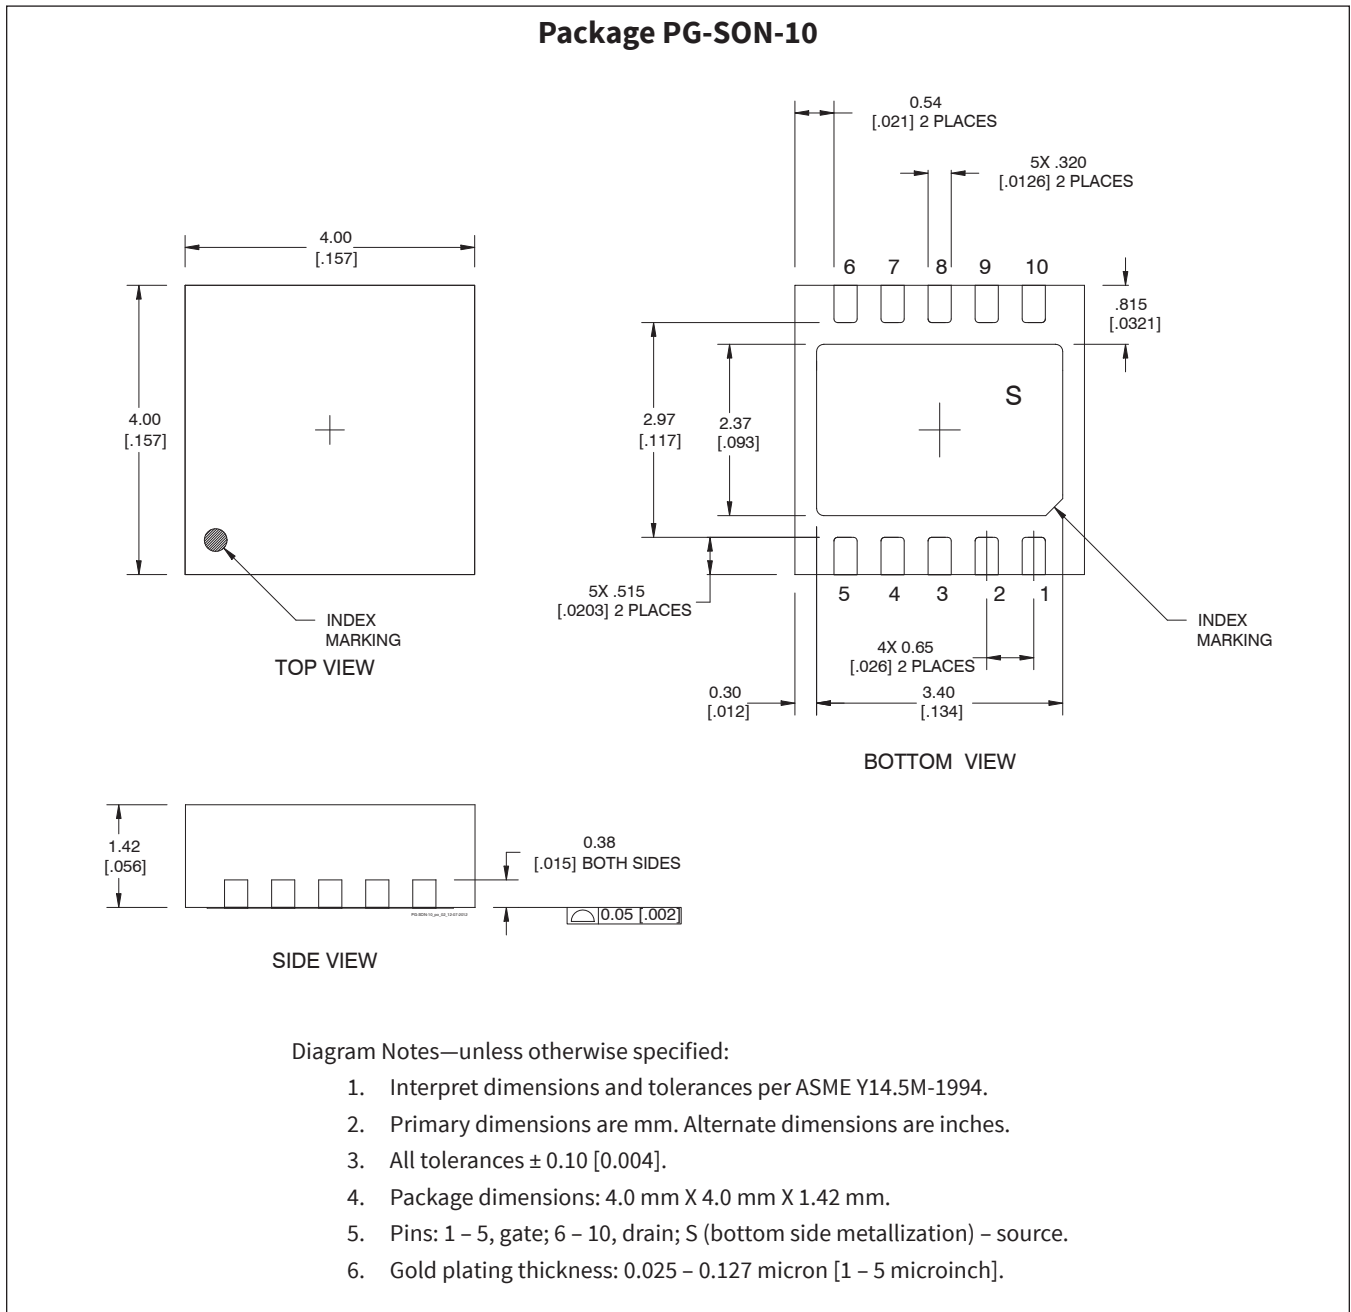 Package PG-SON-10
0.54
[.021] 2 PLACES
5X .320
[.0126] 2 PLACES
4.00
[.157]
6 7 8 9 10
.815
[.0321]
S
4.00
[.157]
2.97
[.117]
2.37
[.093]
5X .515
[.0203] 2 PLACES
5 4 3 2 1
INDEX
MARKING
TOP VIEW
INDEX
MARKING
4X 0.65
[.026] 2 PLACES
0.30
[.012]
3.40
[.134]
BOTTOM VIEW
1.42
[.056]
0.38
[.015] BOTH SIDES
0.05 [.002]
SIDE VIEW
Diagram Notes—unless otherwise specified:
1. Interpret dimensions and tolerances per ASME Y14.5M-1994.
2. Primary dimensions are mm. Alternate dimensions are inches.
3. All tolerances ± 0.10 [0.004].
4. Package dimensions: 4.0 mm X 4.0 mm X 1.42 mm.
5. Pins: 1 – 5, gate; 6 – 10, drain; S (bottom side metallization) – source.
6. Gold plating thickness: 0.025 – 0.127 micron [1 – 5 microinch].